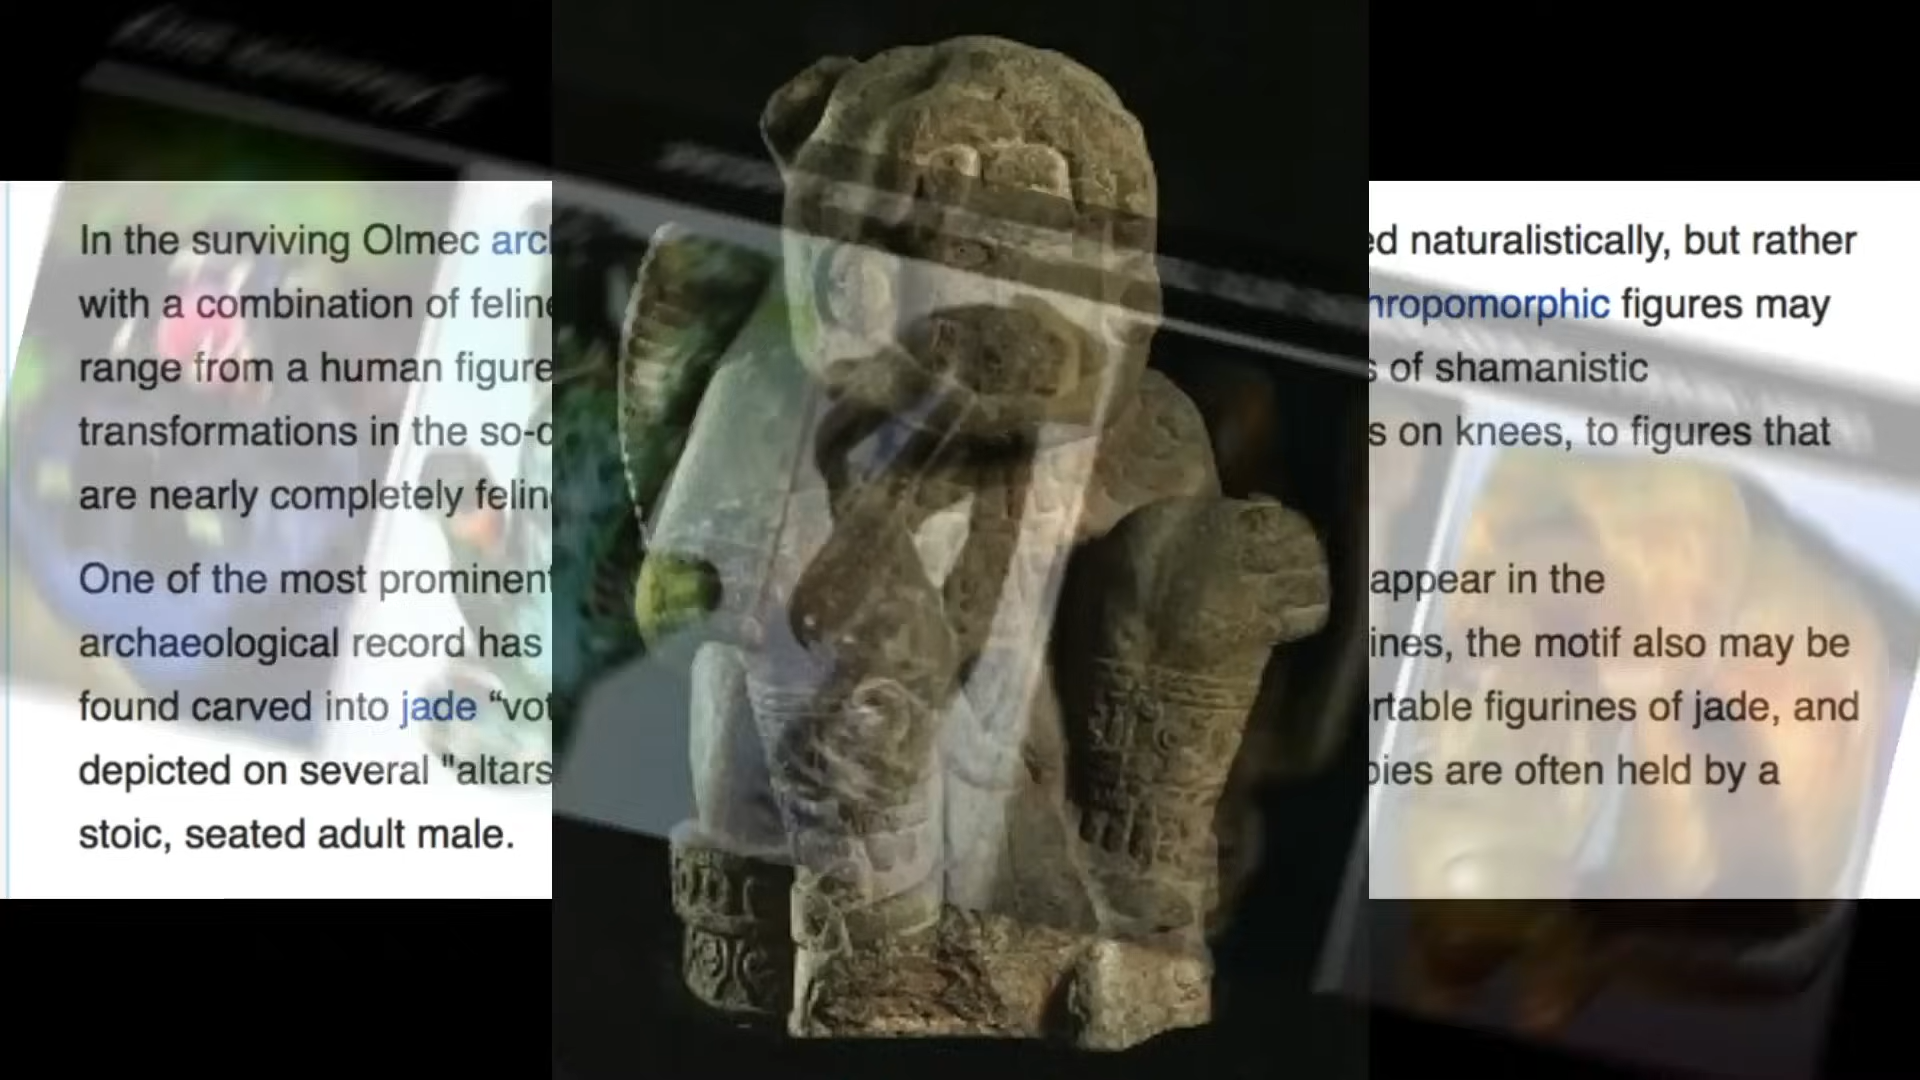 In the surviving Olmec arc
ed naturalistically, but rather
with a combination of feline
hropomorphic figures may
range from a human figure
s of shamanistic
transformations in the so-c
s on knees, to figures that
are nearly completely felin
One of the most prominent
appear in the
archaeological record has
ines, the motif also may be
found carved into jade “vot
rtable figurines of jade, and
depicted on several "altars
bies are often held by a
stoic, seated adult male.